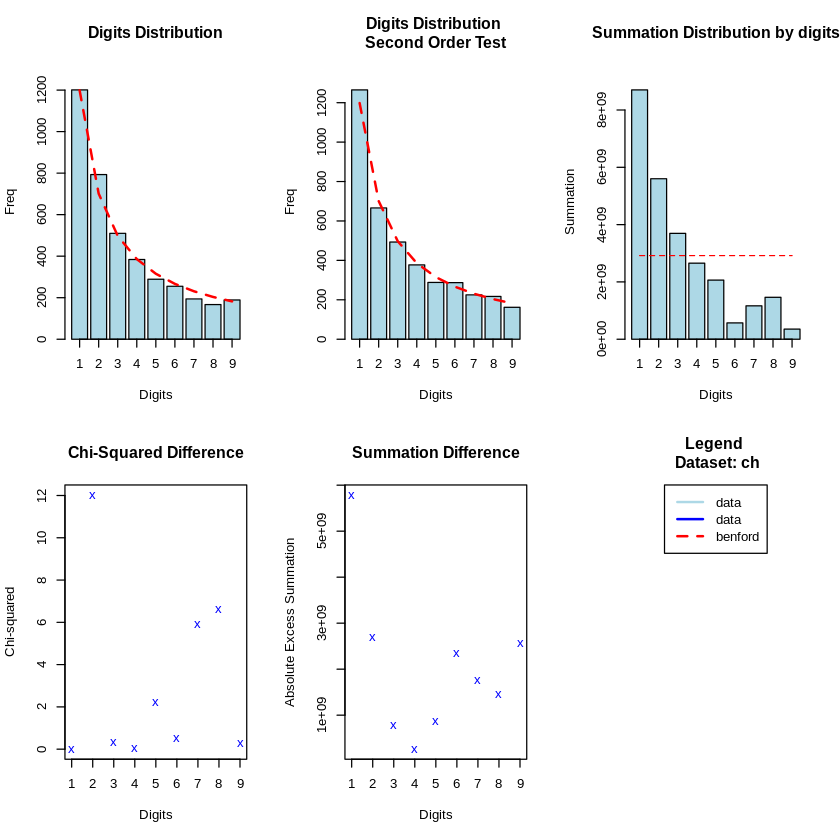 Digits Distribution
Freq
0 200 400 600 800 1000 1200
1 2 3 4 5 6 7 8 9
Digits
Digits Distribution
Second Order Test
Freq
0 200 400 600 800 1000 1200
1 2 3 4 5 6 7 8 9
Digits
Summation Distribution by digits
Summation
0e+00 2e+09 4e+09 6e+09 8e+09
1 2 3 4 5 6 7 8 9
Digits
Chi-Squared Difference
Chi-squared
0 2 4 6 8 10 12
x x x x x x x x x
1 2 3 4 5 6 7 8 9
Digits
Summation Difference
Absolute Excess Summation
1e+09 3e+09 5e+09
x x x x x x x x x
1 2 3 4 5 6 7 8 9
Digits
Legend
Dataset: ch
data
data
benford